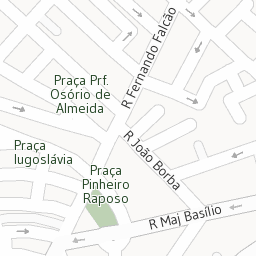 R Fernando Falcão
Praça Prf.
Osório de
Almeida
R João Borba
Praça
Iugoslávia
Praça
Pinheiro
Raposo
R Maj Basílio